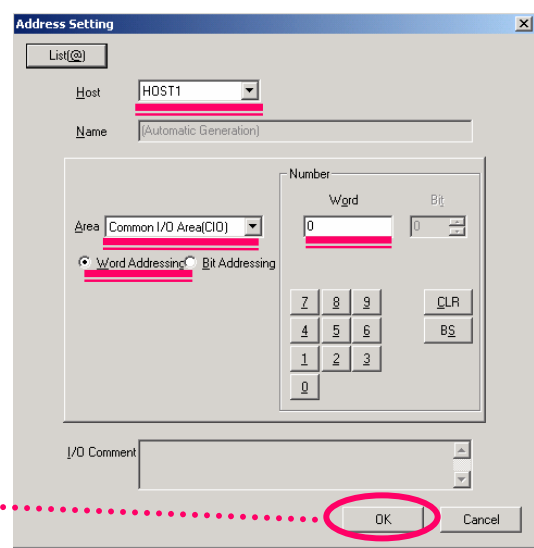 Address Setting
List(@)
Host HOST1
Name (Automatic Generation)
Number
Word Bit
Area Common I/O Area(CIO) 0 0
Word Addressing Bit Addressing
7 8 9 CLR
4 5 6 BS
1 2 3
0
I/O Comment
OK Cancel